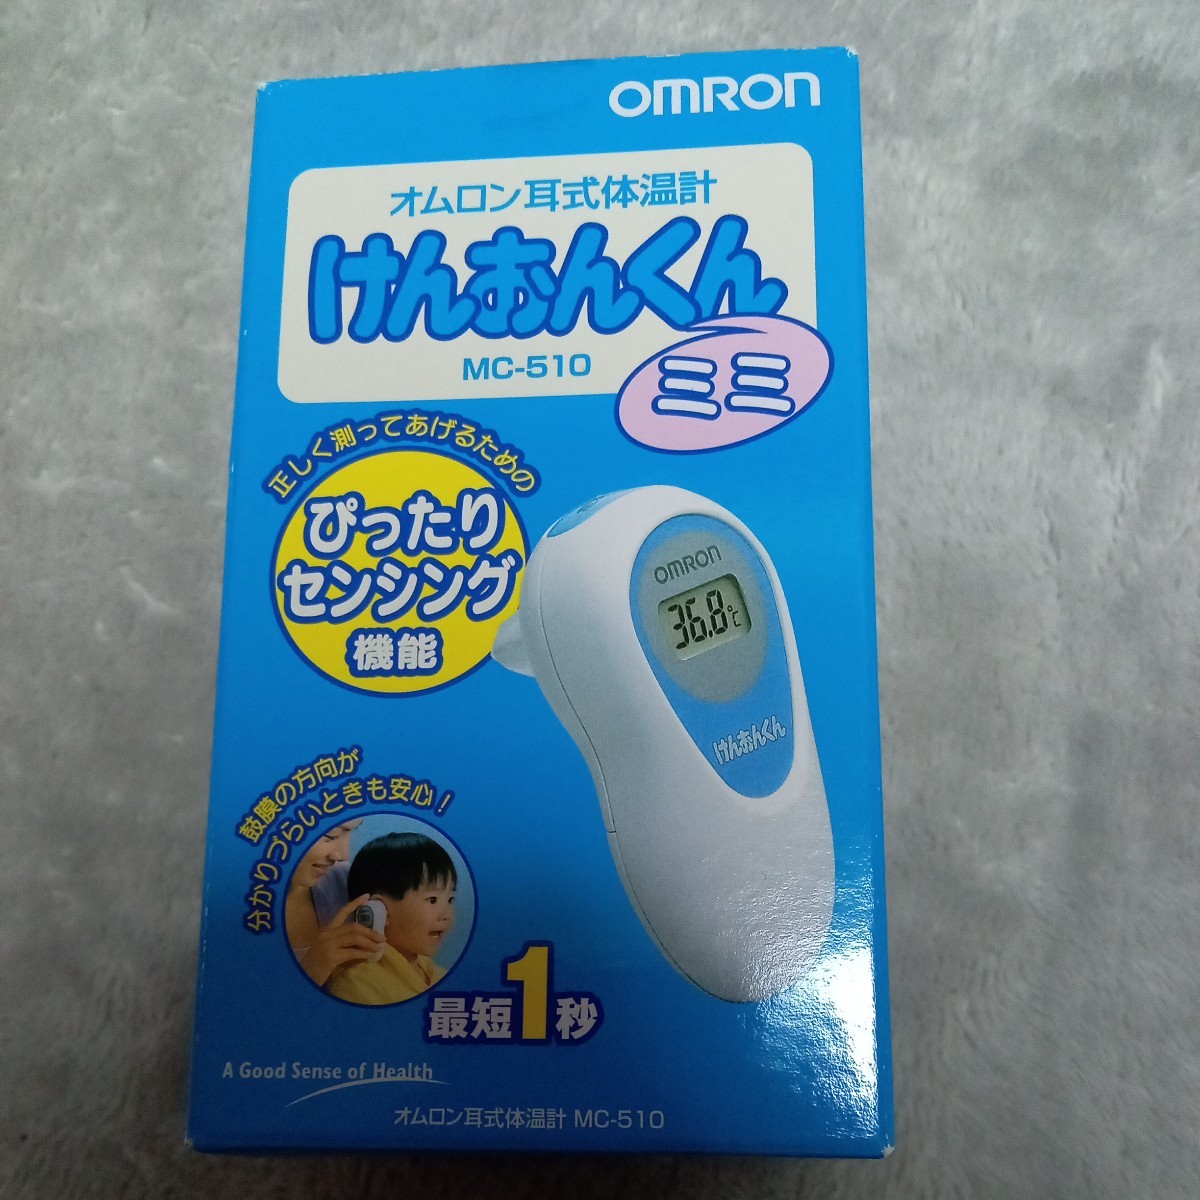 OMRON
オムロン耳式体温計
けんおんくん
MC-510
ミミ
正しく測ってあげるための
ぴったり
センシング
機能
OMRON
36.8℃
けんおんくん
鼓膜の方向が
分かりづらいときも安心!
最短1秒
A Good Sense of Health
オムロン耳式体温計 MC-510